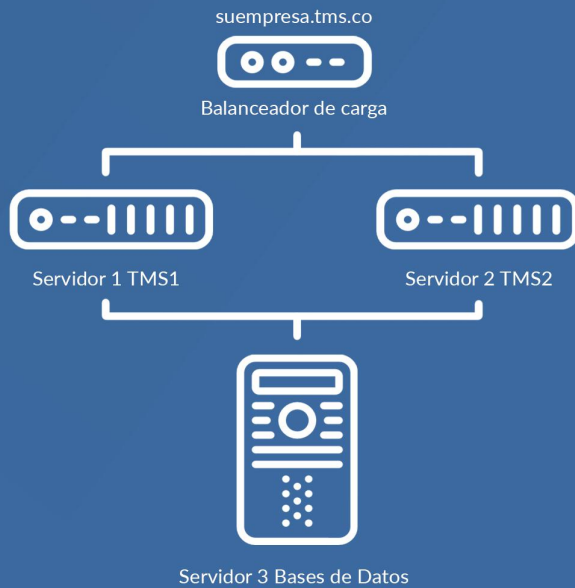 suempresa.tms.co
Balanceador de carga
Servidor 1 TMS1
Servidor 2 TMS2
Servidor 3 Bases de Datos